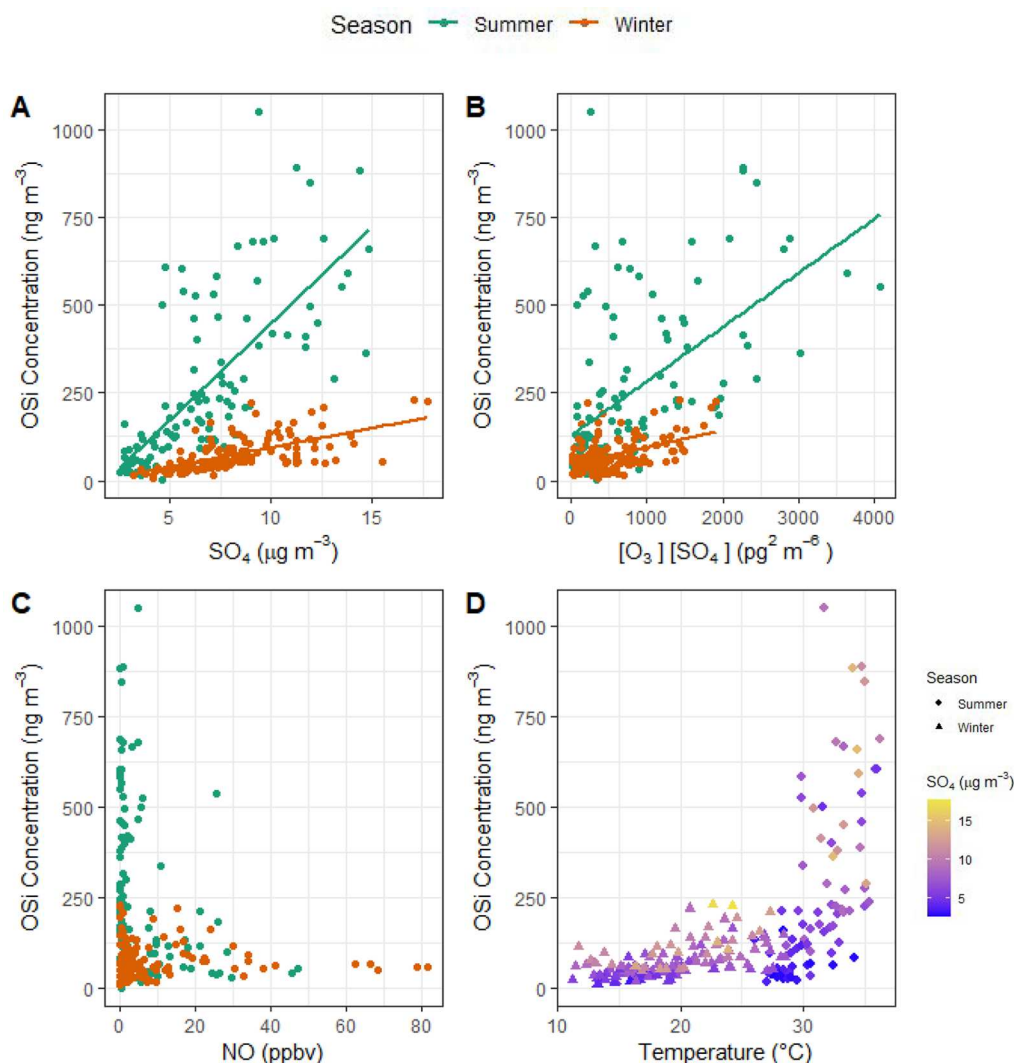 Season Summer Winter
A
OSi Concentration (ng m⁻³)
1000
750
500
250
0
5 10 15
SO₄ (µg m⁻³)
B
OSi Concentration (ng m⁻³)
1000
750
500
250
0
0 1000 2000 3000 4000
[O₃] [SO₄] (pg² m⁻⁶)
C
OSi Concentration (ng m⁻³)
1000
750
500
250
0
0 20 40 60 80
NO (ppbv)
D
OSi Concentration (ng m⁻³)
1000
750
500
250
0
10 20 30
Temperature (°C)
Season
Summer
Winter
SO₄ (µg m⁻³)
15
10
5